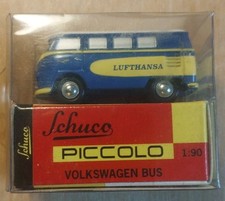 LUFTHANSA
Schuco
PICCOLO
1:90
VOLKSWAGEN BUS